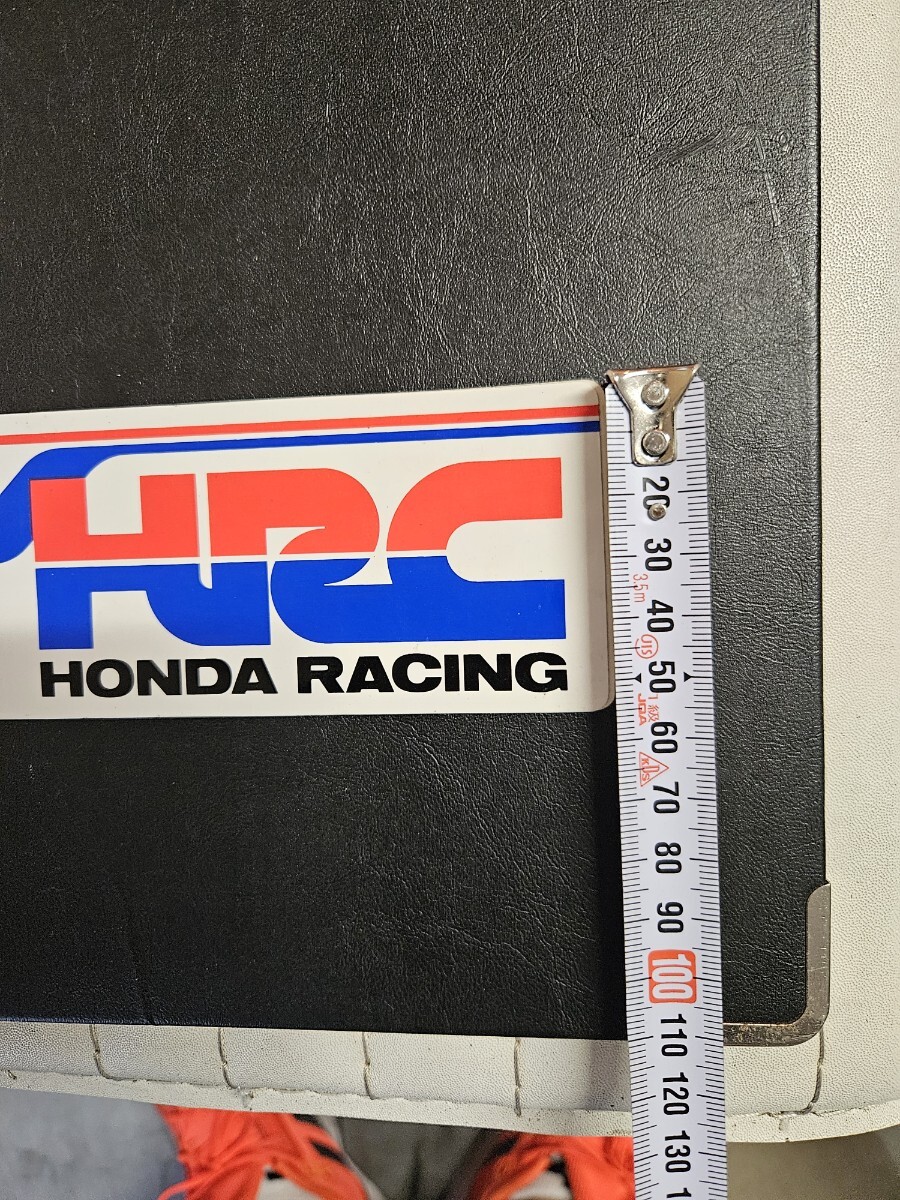 HRC
HONDA RACING
20
30
3.5m
40
JIS
50
1級
JQA
60
KDS
70
80
90
100
110
120
130